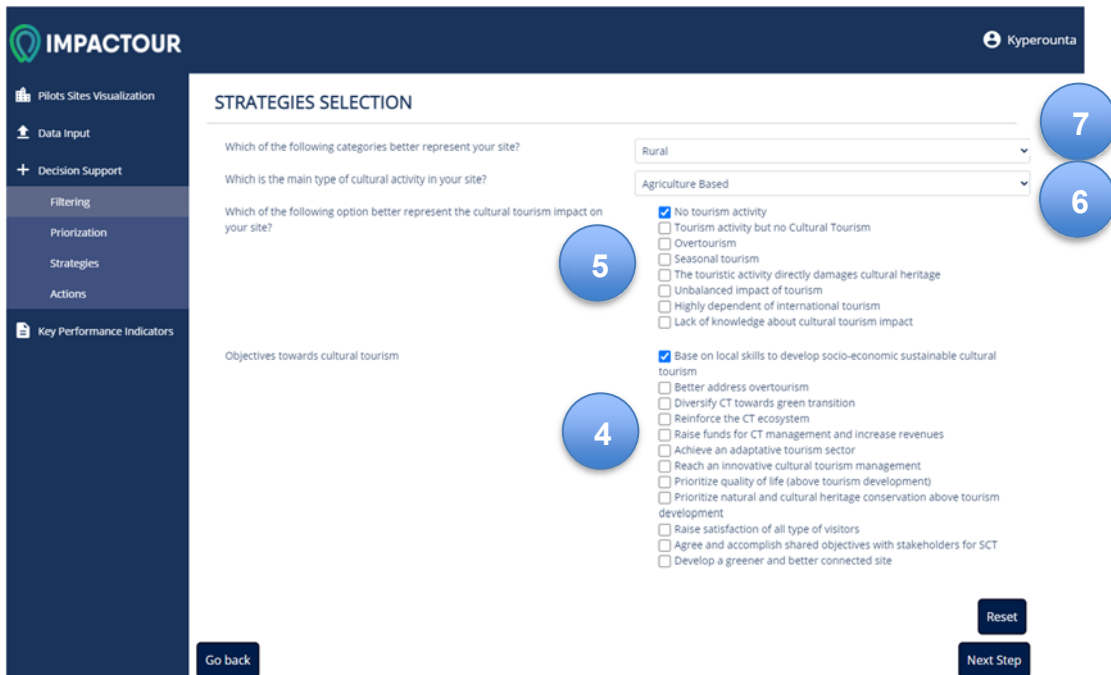 IMPACTOUR
Kyperounta
Pilots Sites Visualization
Data Input
Decision Support
Filtering
Priorization
Strategies
Actions
Key Performance Indicators
STRATEGIES SELECTION
7
Which of the following categories better represent your site?
Rural
Which is the main type of cultural activity in your site?
Agriculture Based
6
Which of the following option better represent the cultural tourism impact on
your site?
5
No tourism activity
Tourism activity but no Cultural Tourism
Overtourism
Seasonal tourism
The touristic activity directly damages cultural heritage
Unbalanced impact of tourism
Highly dependent of international tourism
Lack of knowledge about cultural tourism impact
Objectives towards cultural tourism
4
Base on local skills to develop socio-economic sustainable cultural
tourism
Better address overtourism
Diversify CT towards green transition
Reinforce the CT ecosystem
Raise funds for CT management and increase revenues
Achieve an adaptative tourism sector
Reach an innovative cultural tourism management
Prioritize quality of life (above tourism development)
Prioritize natural and cultural heritage conservation above tourism
development
Raise satisfaction of all type of visitors
Agree and accomplish shared objectives with stakeholders for SCT
Develop a greener and better connected site
Reset
Go back
Next Step